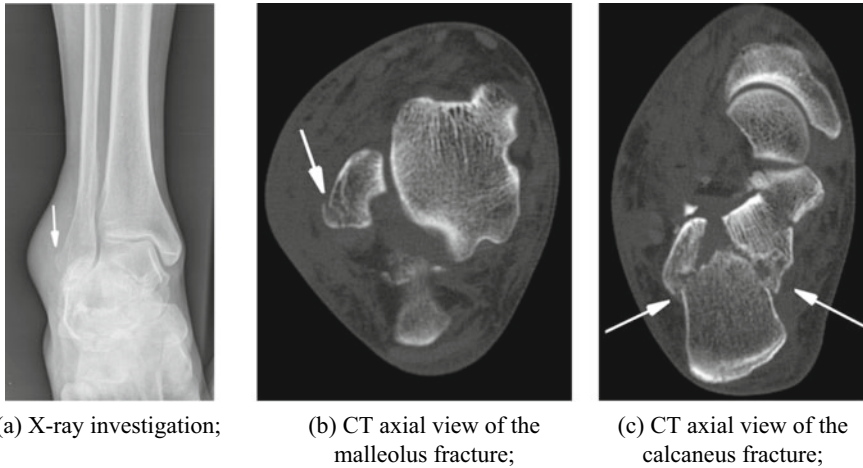 (a) X-ray investigation;
(b) CT axial view of the
malleolus fracture;
(c) CT axial view of the
calcaneus fracture;